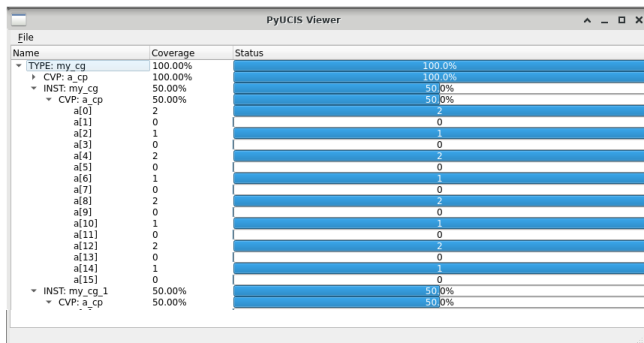 PyUCIS Viewer
File
Name Coverage Status
TYPE: my_cg 100.00% 100.0%
CVP: a_cp 100.00% 100.0%
INST: my_cg 50.00% 50.0%
CVP: a_cp 50.00% 50.0%
a[0] 2 2
a[1] 0 0
a[2] 1 1
a[3] 0 0
a[4] 2 2
a[5] 0 0
a[6] 1 1
a[7] 0 0
a[8] 2 2
a[9] 0 0
a[10] 1 1
a[11] 0 0
a[12] 2 2
a[13] 0 0
a[14] 1 1
a[15] 0 0
INST: my_cg_1 50.00% 50.0%
CVP: a_cp 50.00% 50.0%